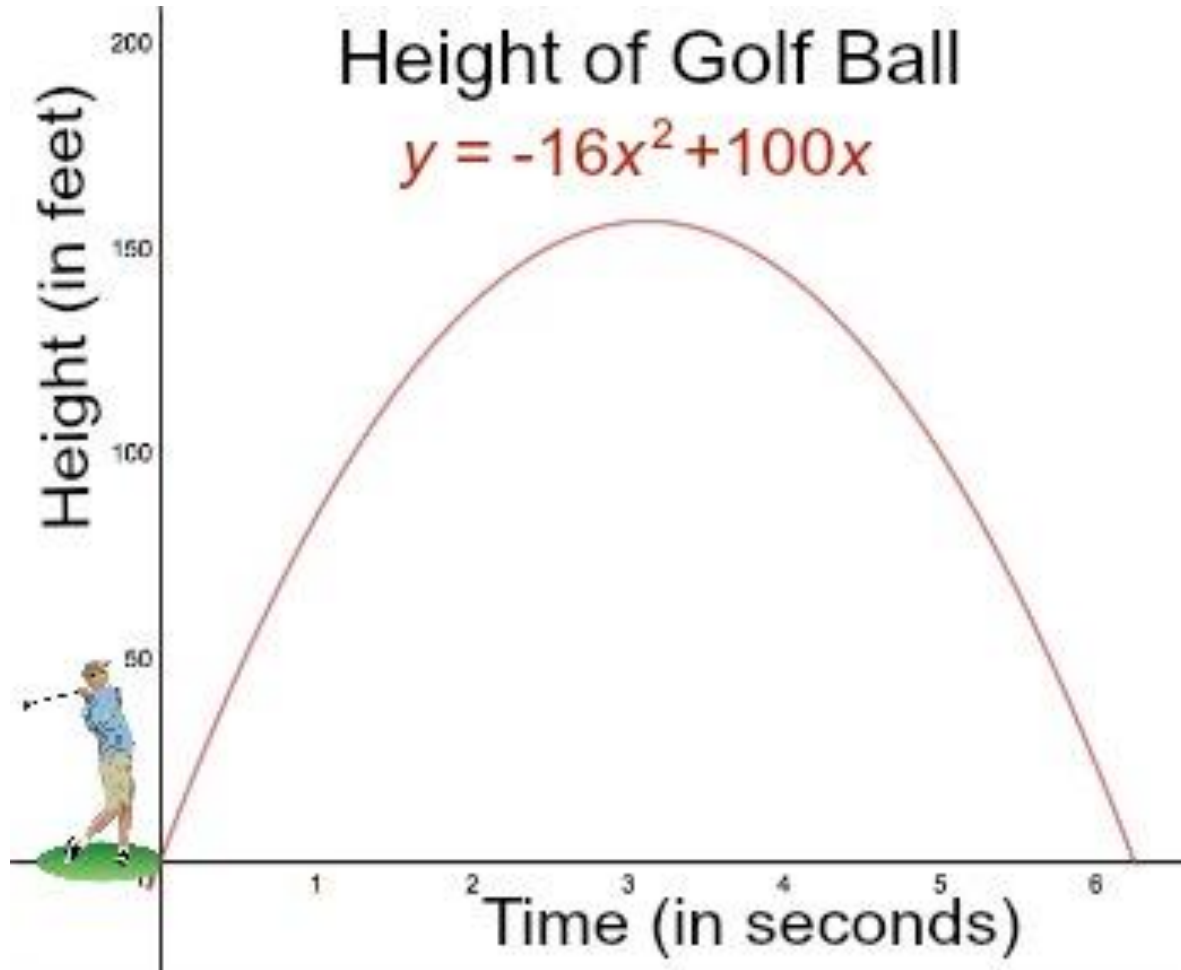 Height of Golf Ball
y = -16x²+100x
Height (in feet)
200
150
100
50
0
1
2
3
4
5
6
Time (in seconds)